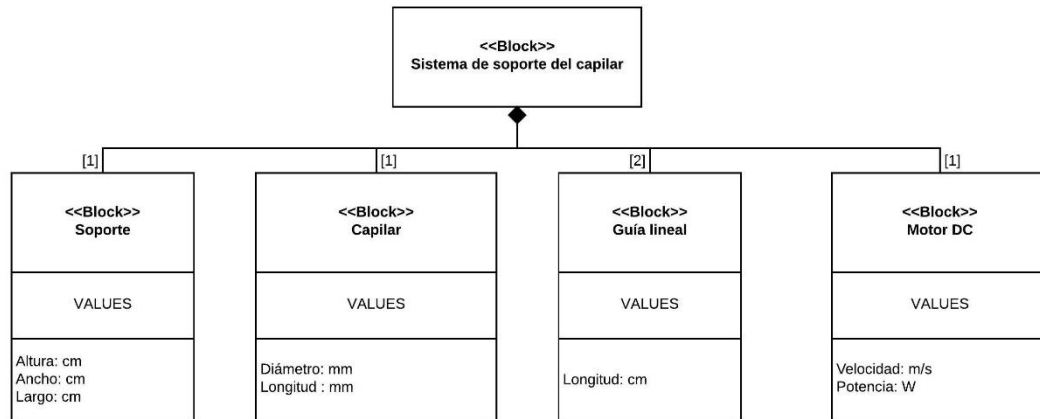 <<Block>>
Sistema de soporte del capilar
[1]
[1]
[2]
[1]
<<Block>>
Soporte
VALUES
Altura: cm
Ancho: cm
Largo: cm
<<Block>>
Capilar
VALUES
Diámetro: mm
Longitud : mm
<<Block>>
Guía lineal
VALUES
Longitud: cm
<<Block>>
Motor DC
VALUES
Velocidad: m/s
Potencia: W